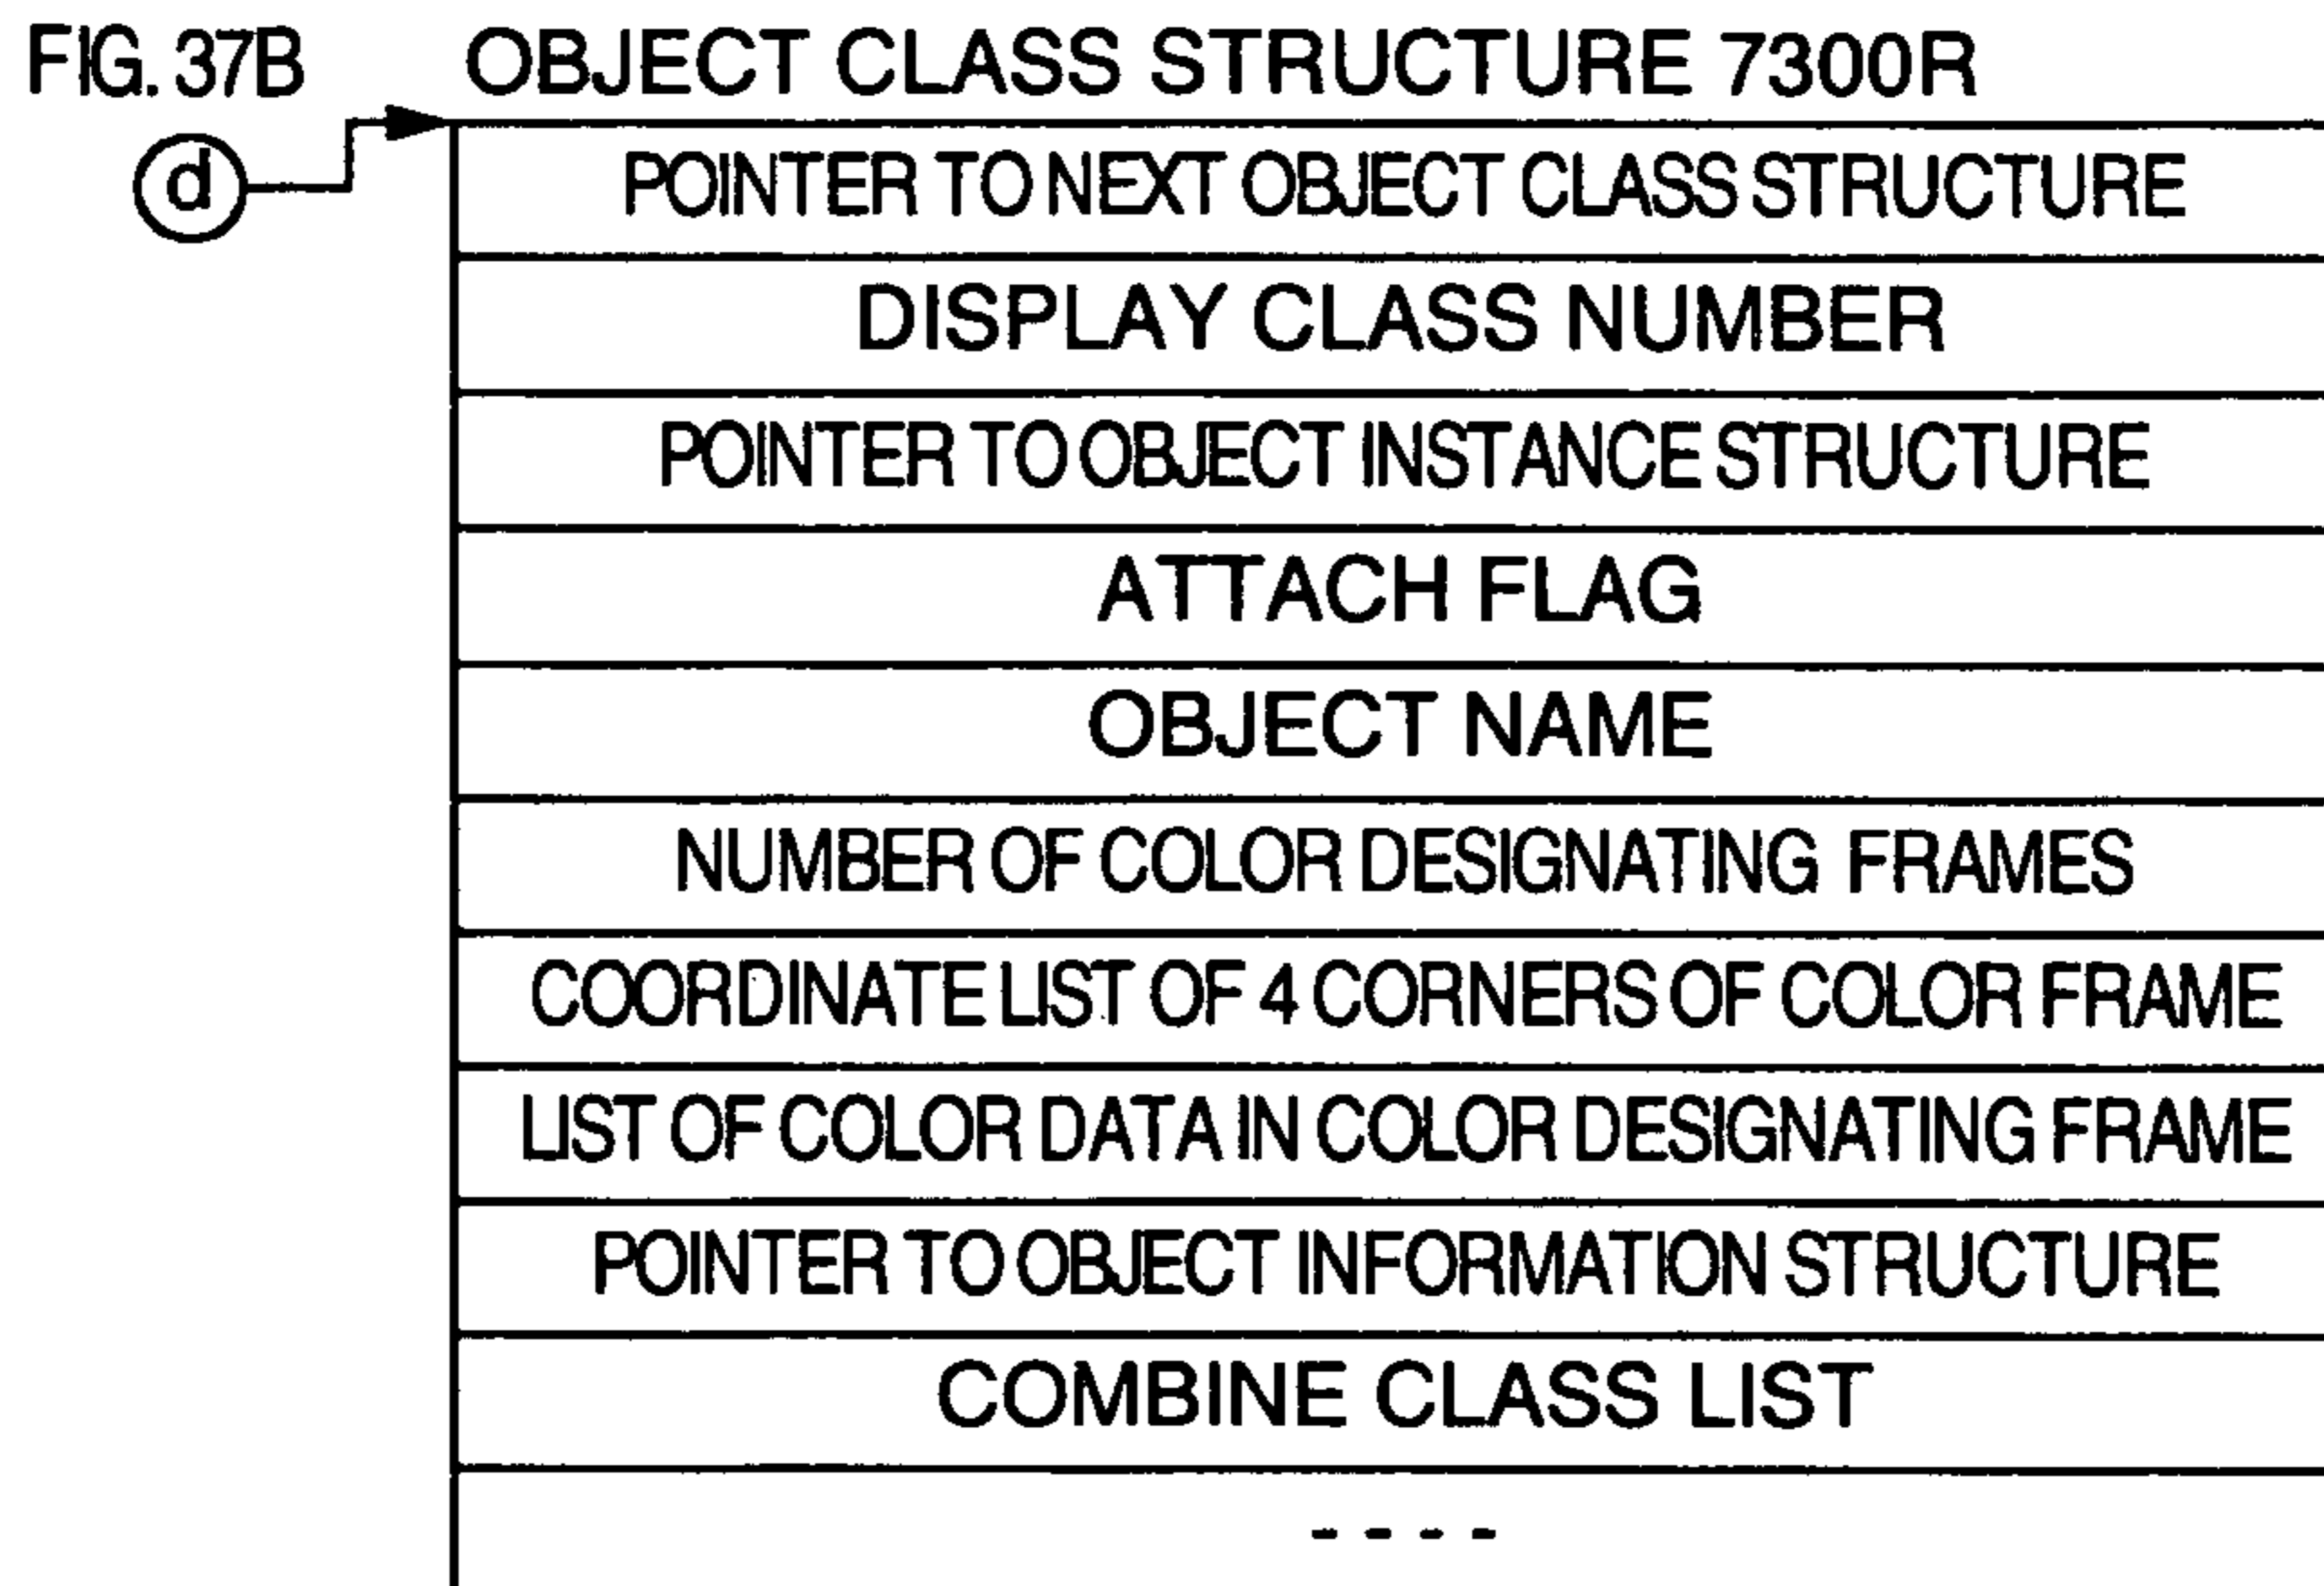 FIG. 37B OBJECT CLASS STRUCTURE 7300R
d
POINTER TO NEXT OBJECT CLASS STRUCTURE
DISPLAY CLASS NUMBER
POINTER TO OBJECT INSTANCE STRUCTURE
ATTACH FLAG
OBJECT NAME
NUMBER OF COLOR DESIGNATING FRAMES
COORDINATE LIST OF 4 CORNERS OF COLOR FRAME
LIST OF COLOR DATA IN COLOR DESIGNATING FRAME
POINTER TO OBJECT INFORMATION STRUCTURE
COMBINE CLASS LIST
- - - -